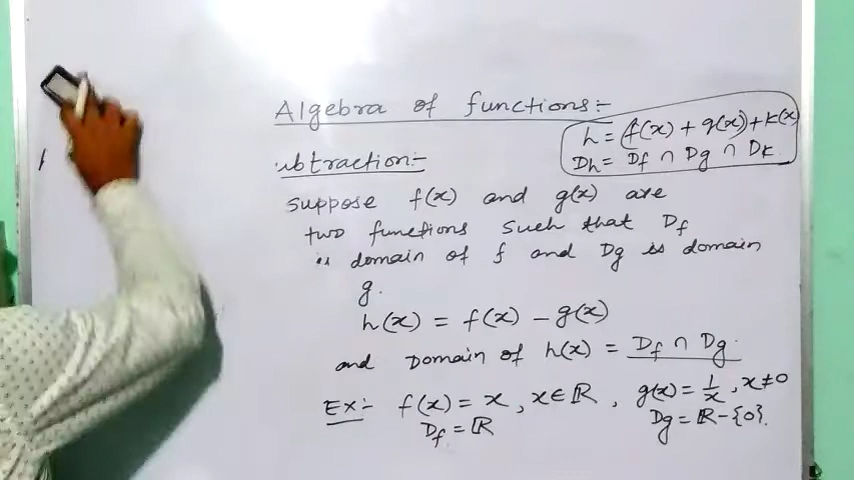 Algebra of functions:-
h = (f(x) + g(x)) + k(x)
Dh = Df ∩ Dg ∩ Dk
ubtraction:-
suppose f(x) and g(x) are
two functions such that Df
is domain of f and Dg is domain
g.
h(x) = f(x) - g(x)
and Domain of h(x) = Df ∩ Dg.
Ex:- f(x) = x, x∈ℝ, g(x) = 1/x, x≠0
Df = ℝ Dg = ℝ-{0}.